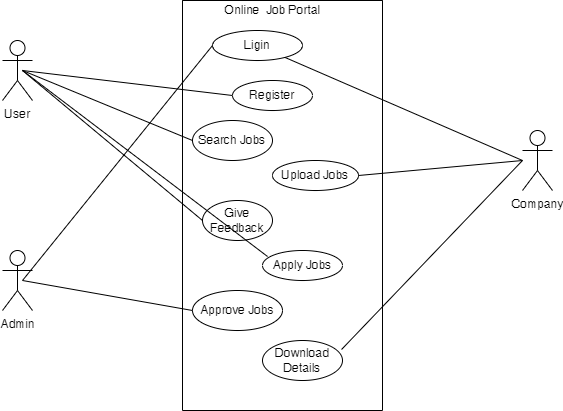 Online Job Portal
Ligin
Register
User
Search Jobs
Upload Jobs
Company
Give
Feedback
Apply Jobs
Approve Jobs
Admin
Download
Details